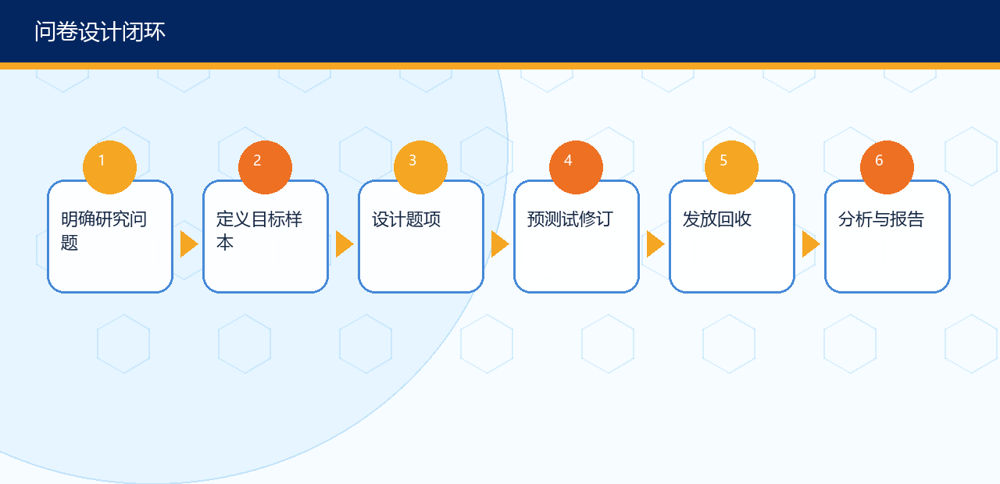 问卷设计闭环
1
明确研究问
题
2
定义目标样
本
3
设计题项
4
预测试修订
5
发放回收
6
分析与报告